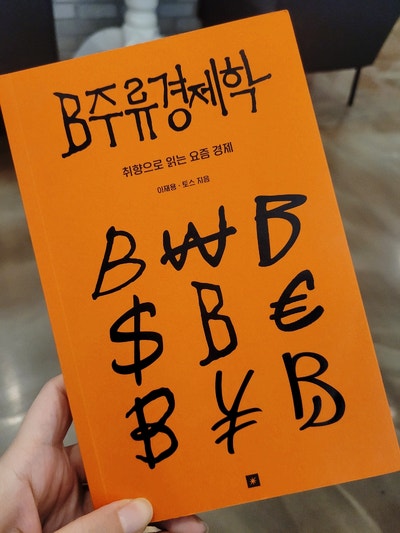 B주류경제학
취향으로 읽는 요즘 경제
이재용·토스 지음
B ₩ B
$ B €
B ¥ B